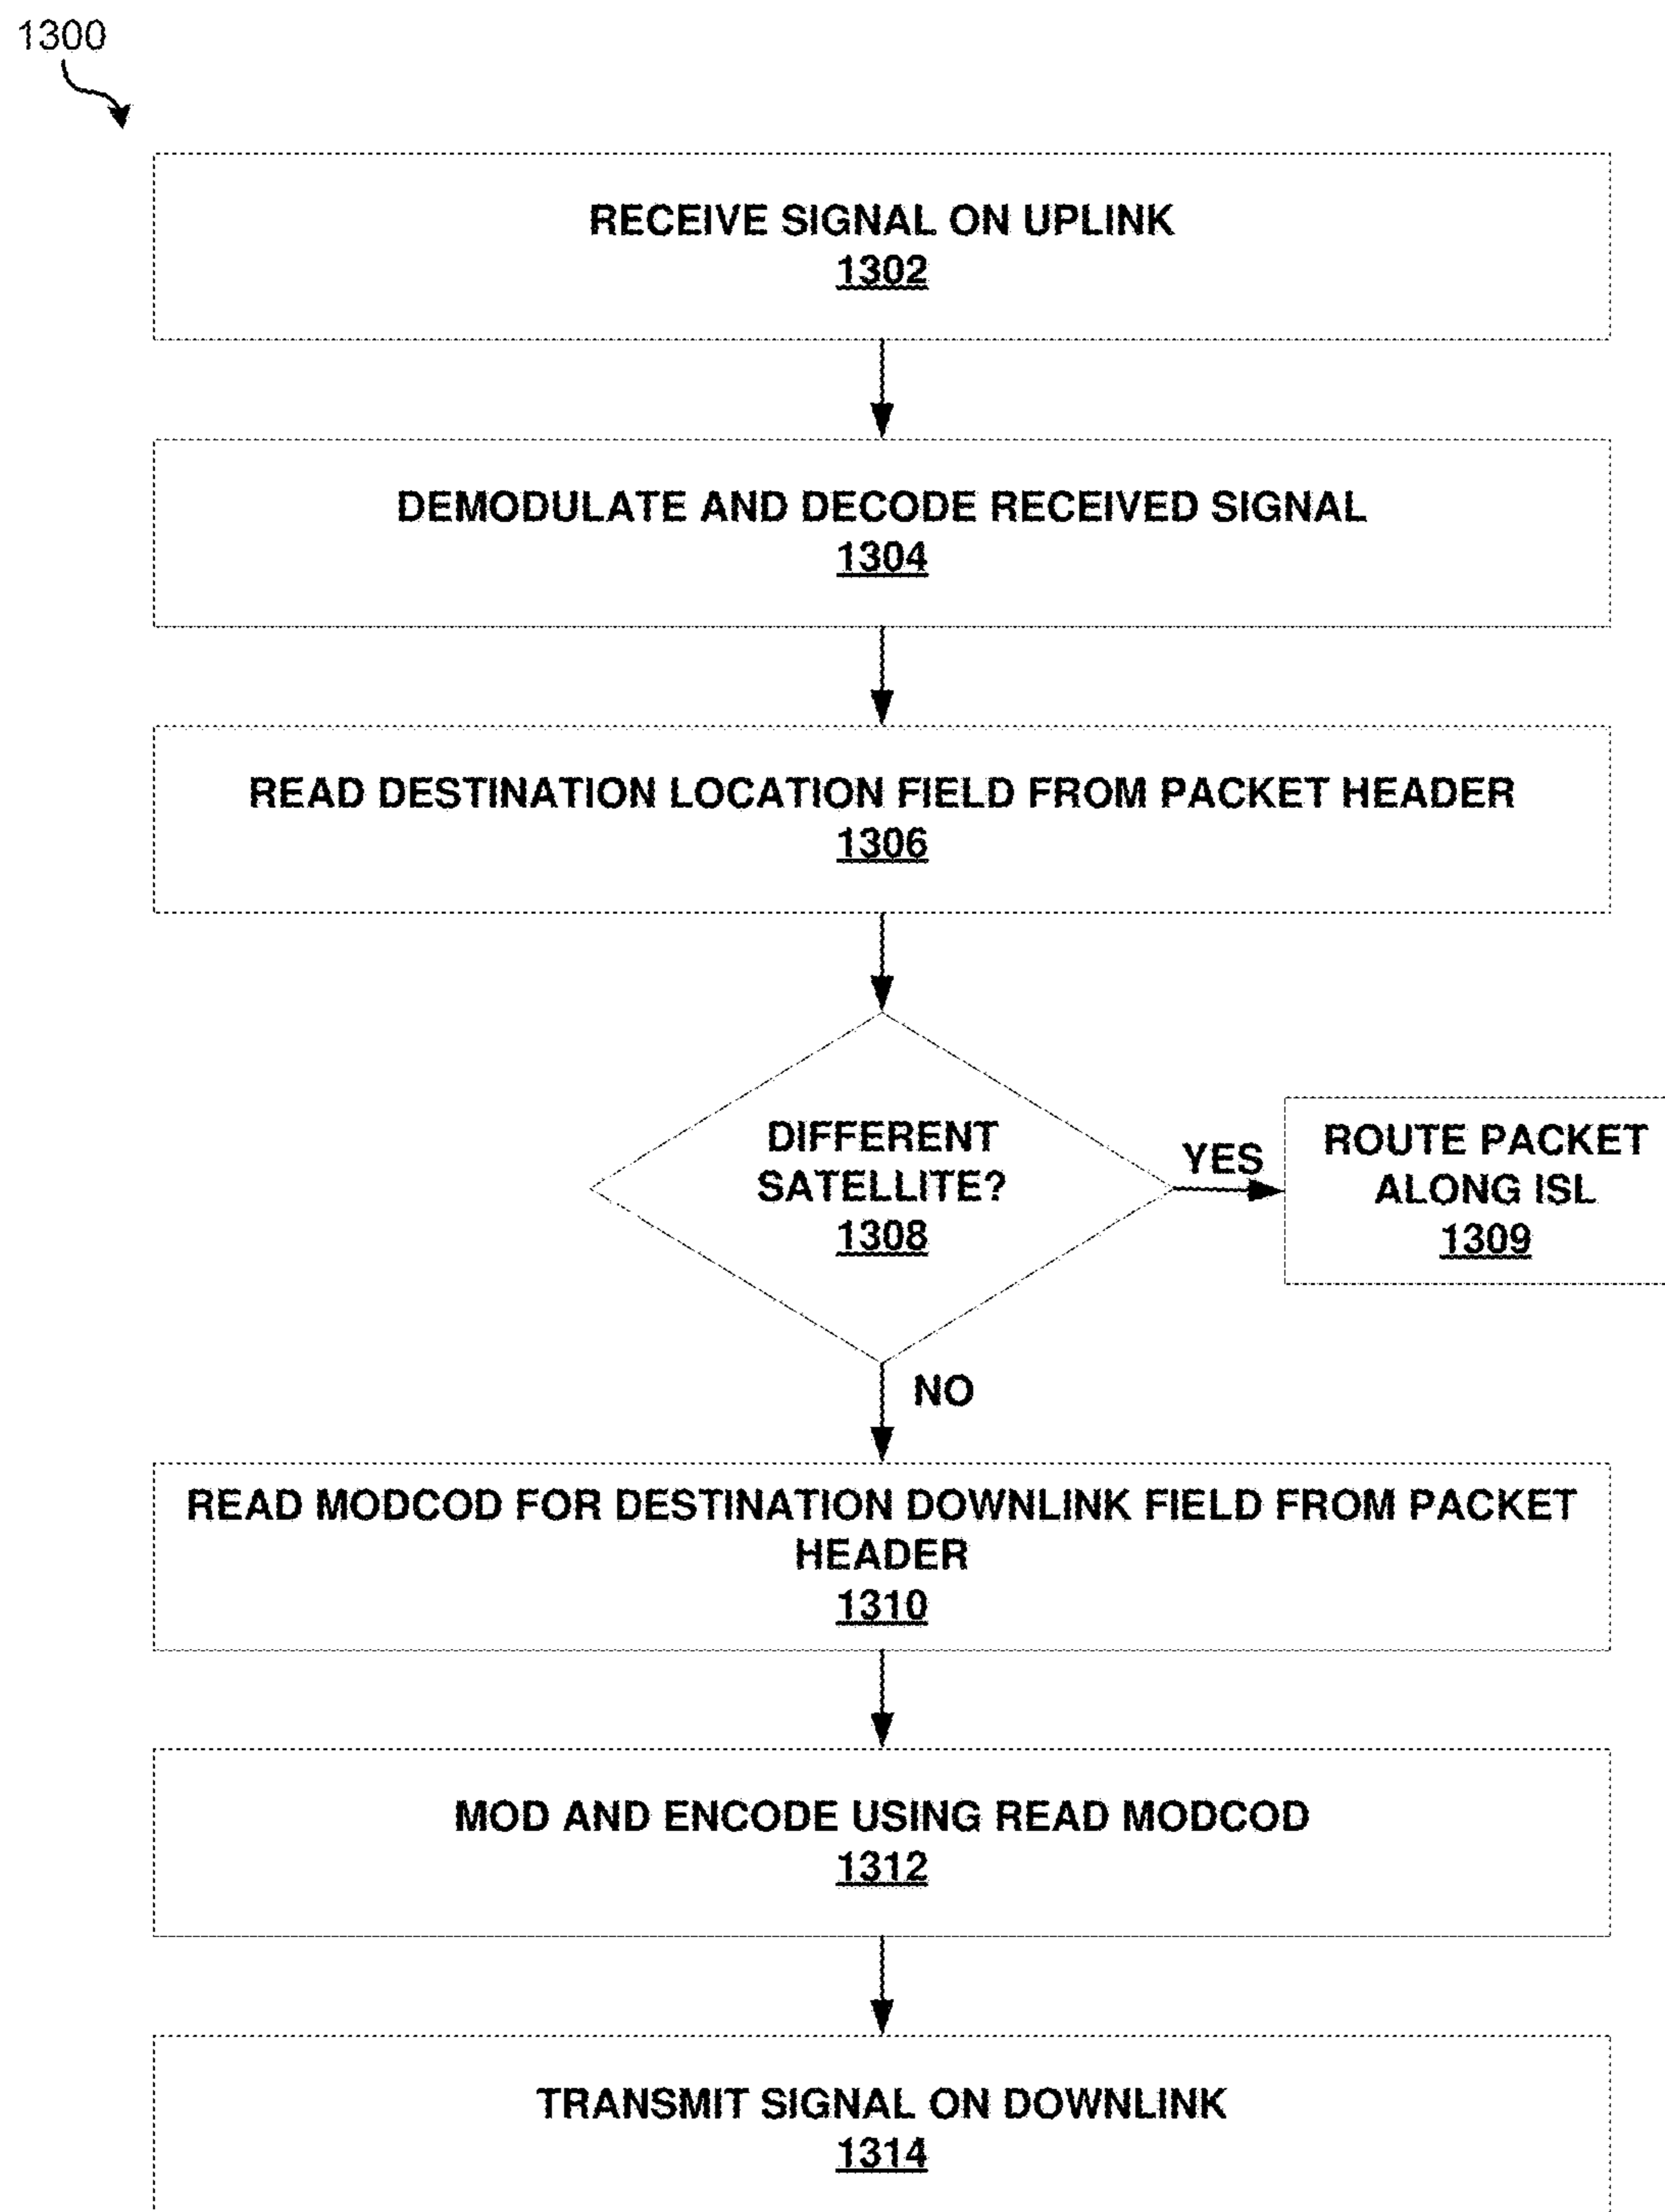 1300
RECEIVE SIGNAL ON UPLINK
1302
DEMODULATE AND DECODE RECEIVED SIGNAL
1304
READ DESTINATION LOCATION FIELD FROM PACKET HEADER
1306
DIFFERENT
SATELLITE?
1308
YES
ROUTE PACKET
ALONG ISL
1309
NO
READ MODCOD FOR DESTINATION DOWNLINK FIELD FROM PACKET
HEADER
1310
MOD AND ENCODE USING READ MODCOD
1312
TRANSMIT SIGNAL ON DOWNLINK
1314